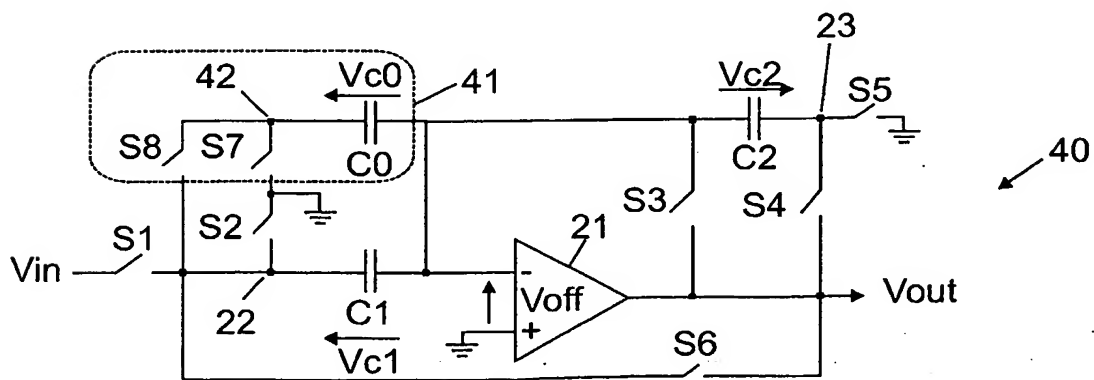 23
42
Vc0
41
Vc2
S5
S8
S7
C0
C2
40
S3
S4
S2
21
S1
Vin
-
Voff
Vout
22
C1
+
Vc1
S6